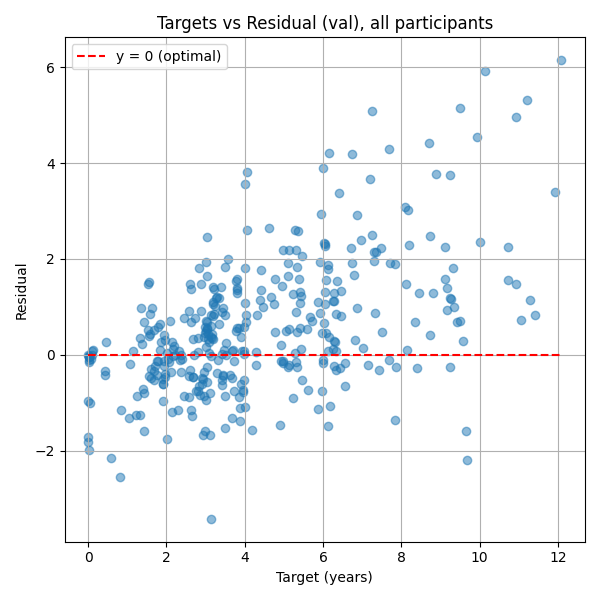 Targets vs Residual (val), all participants
y = 0 (optimal)
Residual
6
4
2
0
−2
0 2 4 6 8 10 12
Target (years)